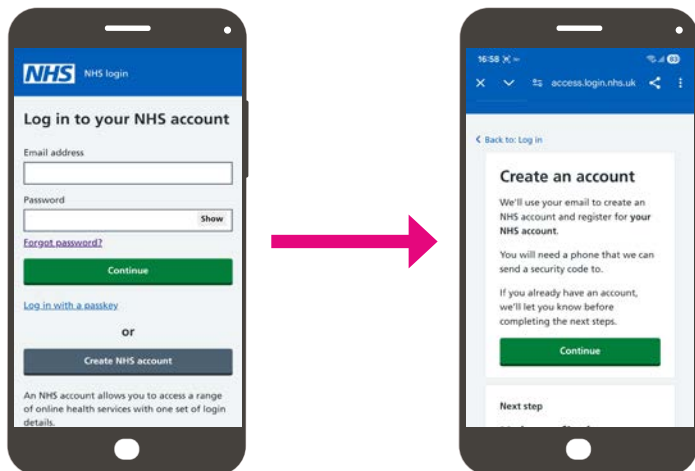 NHS NHS login
Log in to your NHS account
Email address
Password
Show
Forgot password?
Continue
Log in with a passkey
or
Create NHS account
An NHS account allows you to access a range
of online health services with one set of login
details.
16:58
access.login.nhs.uk
Back to: Log in
Create an account
We'll use your email to create an
NHS account and register for your
NHS account.
You will need a phone that we can
send a security code to.
If you already have an account,
we'll let you know before
completing the next steps.
Continue
Next step